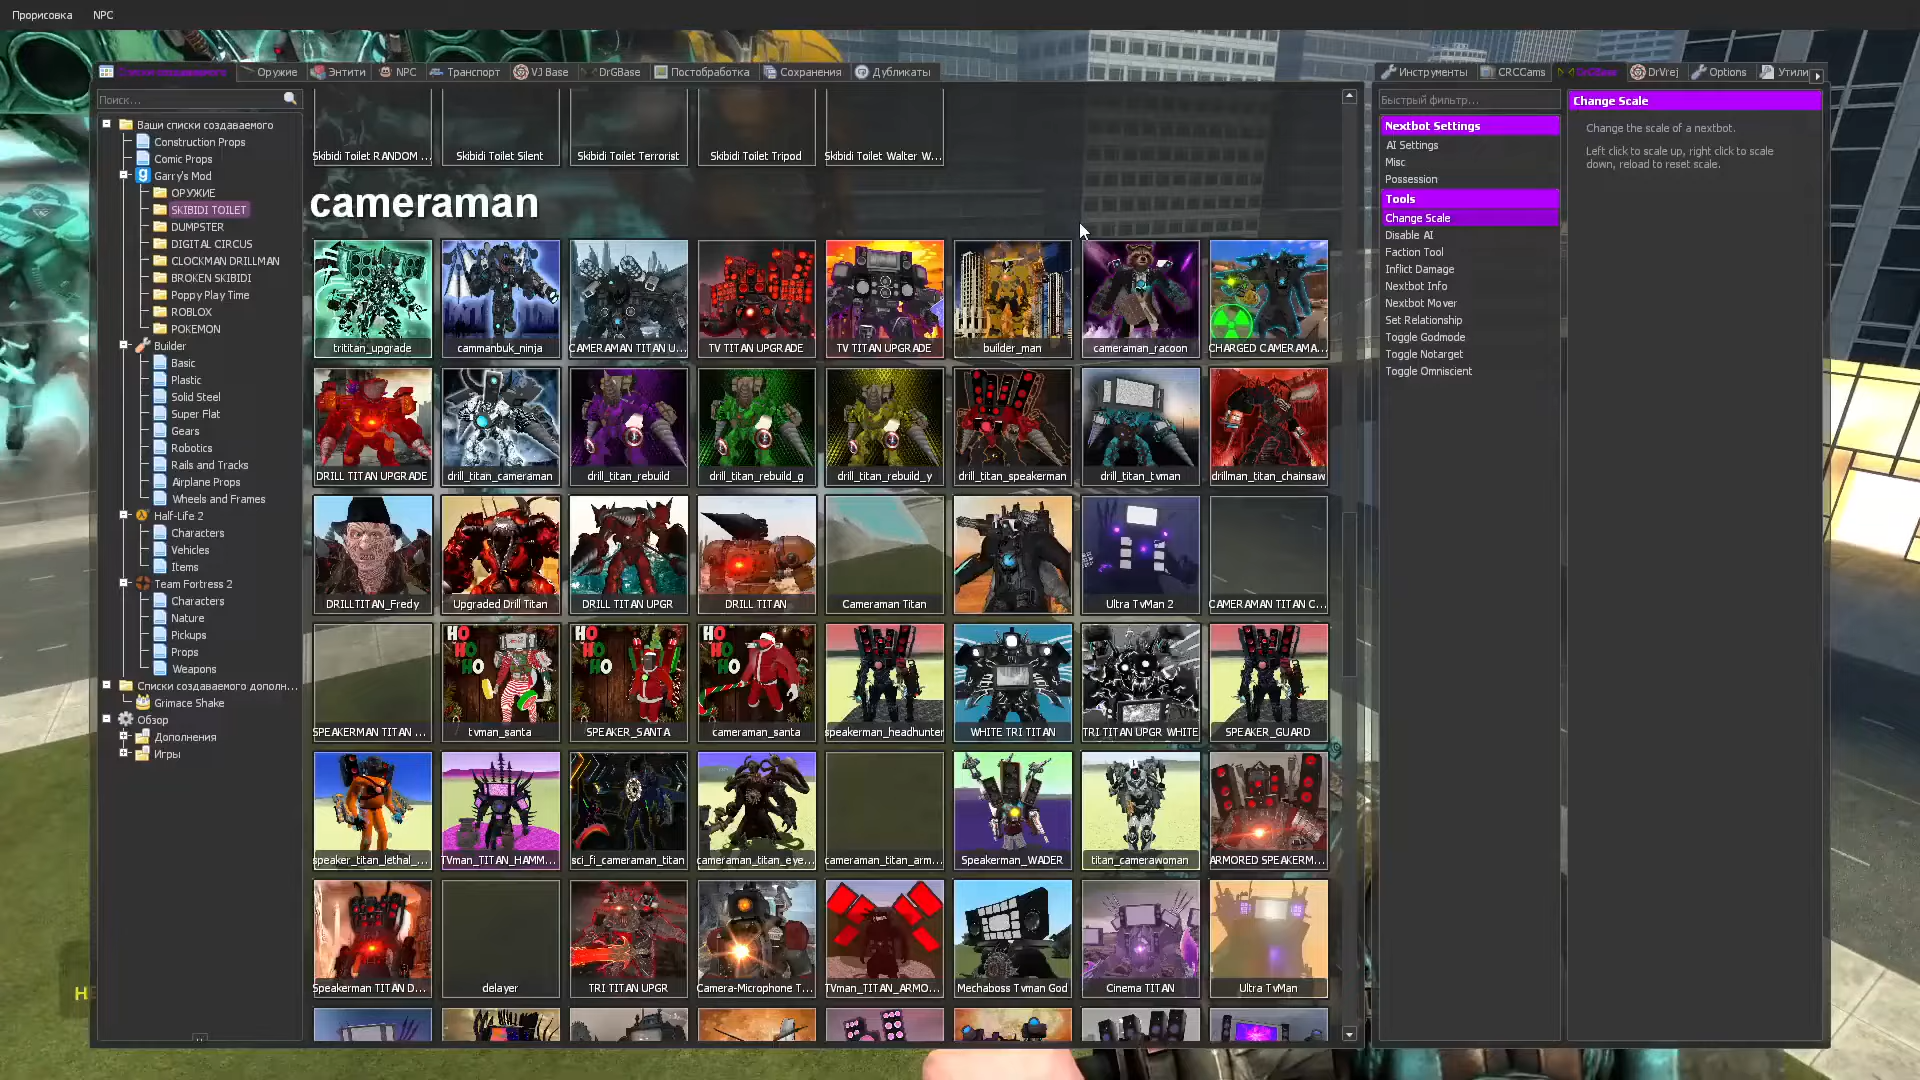 Прорисовка NPC
Оружие Энтити NPC Транспорт VJ Base DrGBase Постобработка Сохранения Дубликаты
Инструменты CRCCams DrGBase DrVrej Options Утили
Поиск...
Ваши списки создаваемого
Construction Props
Comic Props
Garry's Mod
ОРУЖИЕ
SKIBIDI TOILET
DUMPSTER
DIGITAL CIRCUS
CLOCKMAN DRILLMAN
BROKEN SKIBIDI
Poppy Play Time
ROBLOX
POKEMON
Builder
Basic
Plastic
Solid Steel
Super Flat
Gears
Robotics
Rails and Tracks
Airplane Props
Wheels and Frames
Half-Life 2
Characters
Vehicles
Items
Team Fortress 2
Characters
Nature
Pickups
Props
Weapons
Списки создаваемого дополн...
Grimace Shake
Обзор
Дополнения
Игры
Skibidi Toilet RANDOM ... Skibidi Toilet Silent Skibidi Toilet Terrorist Skibidi Toilet Tripod Skibidi Toilet Walter W...
cameraman
trititan_upgrade cammanbuk_ninja CAMERAMAN TITAN U... TV TITAN UPGRADE TV TITAN UPGRADE builder_man cameraman_racoon CHARGED CAMERAMA...
DRILL TITAN UPGRADE drill_titan_cameraman drill_titan_rebuild drill_titan_rebuild_g drill_titan_rebuild_y drill_titan_speakerman drill_titan_tvman drillman_titan_chainsaw
DRILLTITAN_Fredy Upgraded Drill Titan DRILL TITAN UPGR DRILL TITAN Cameraman Titan Ultra TvMan 2 CAMERAMAN TITAN C...
HO HO HO
HO HO HO
HO HO HO
SPEAKERMAN TITAN ... tvman_santa SPEAKER_SANTA cameraman_santa speakerman_headhunter WHITE TRI TITAN TRI TITAN UPGR WHITE SPEAKER_GUARD
speaker_titan_lethal_... TVman_TITAN_HAMM... sci_fi_cameraman_titan cameraman_titan_eye... cameraman_titan_arm... Speakerman_WADER titan_camerawoman ARMORED SPEAKERM...
Speakerman TITAN D... delayer TRI TITAN UPGR Camera-Microphone T... TVman_TITAN_ARMO... Mechaboss Tvman God Cinema TITAN Ultra TvMan
Быстрый фильтр...
Nextbot Settings
AI Settings
Misc
Possession
Tools
Change Scale
Disable AI
Faction Tool
Inflict Damage
Nextbot Info
Nextbot Mover
Set Relationship
Toggle Godmode
Toggle Notarget
Toggle Omniscient
Change Scale
Change the scale of a nextbot.
Left click to scale up, right click to scale
down, reload to reset scale.